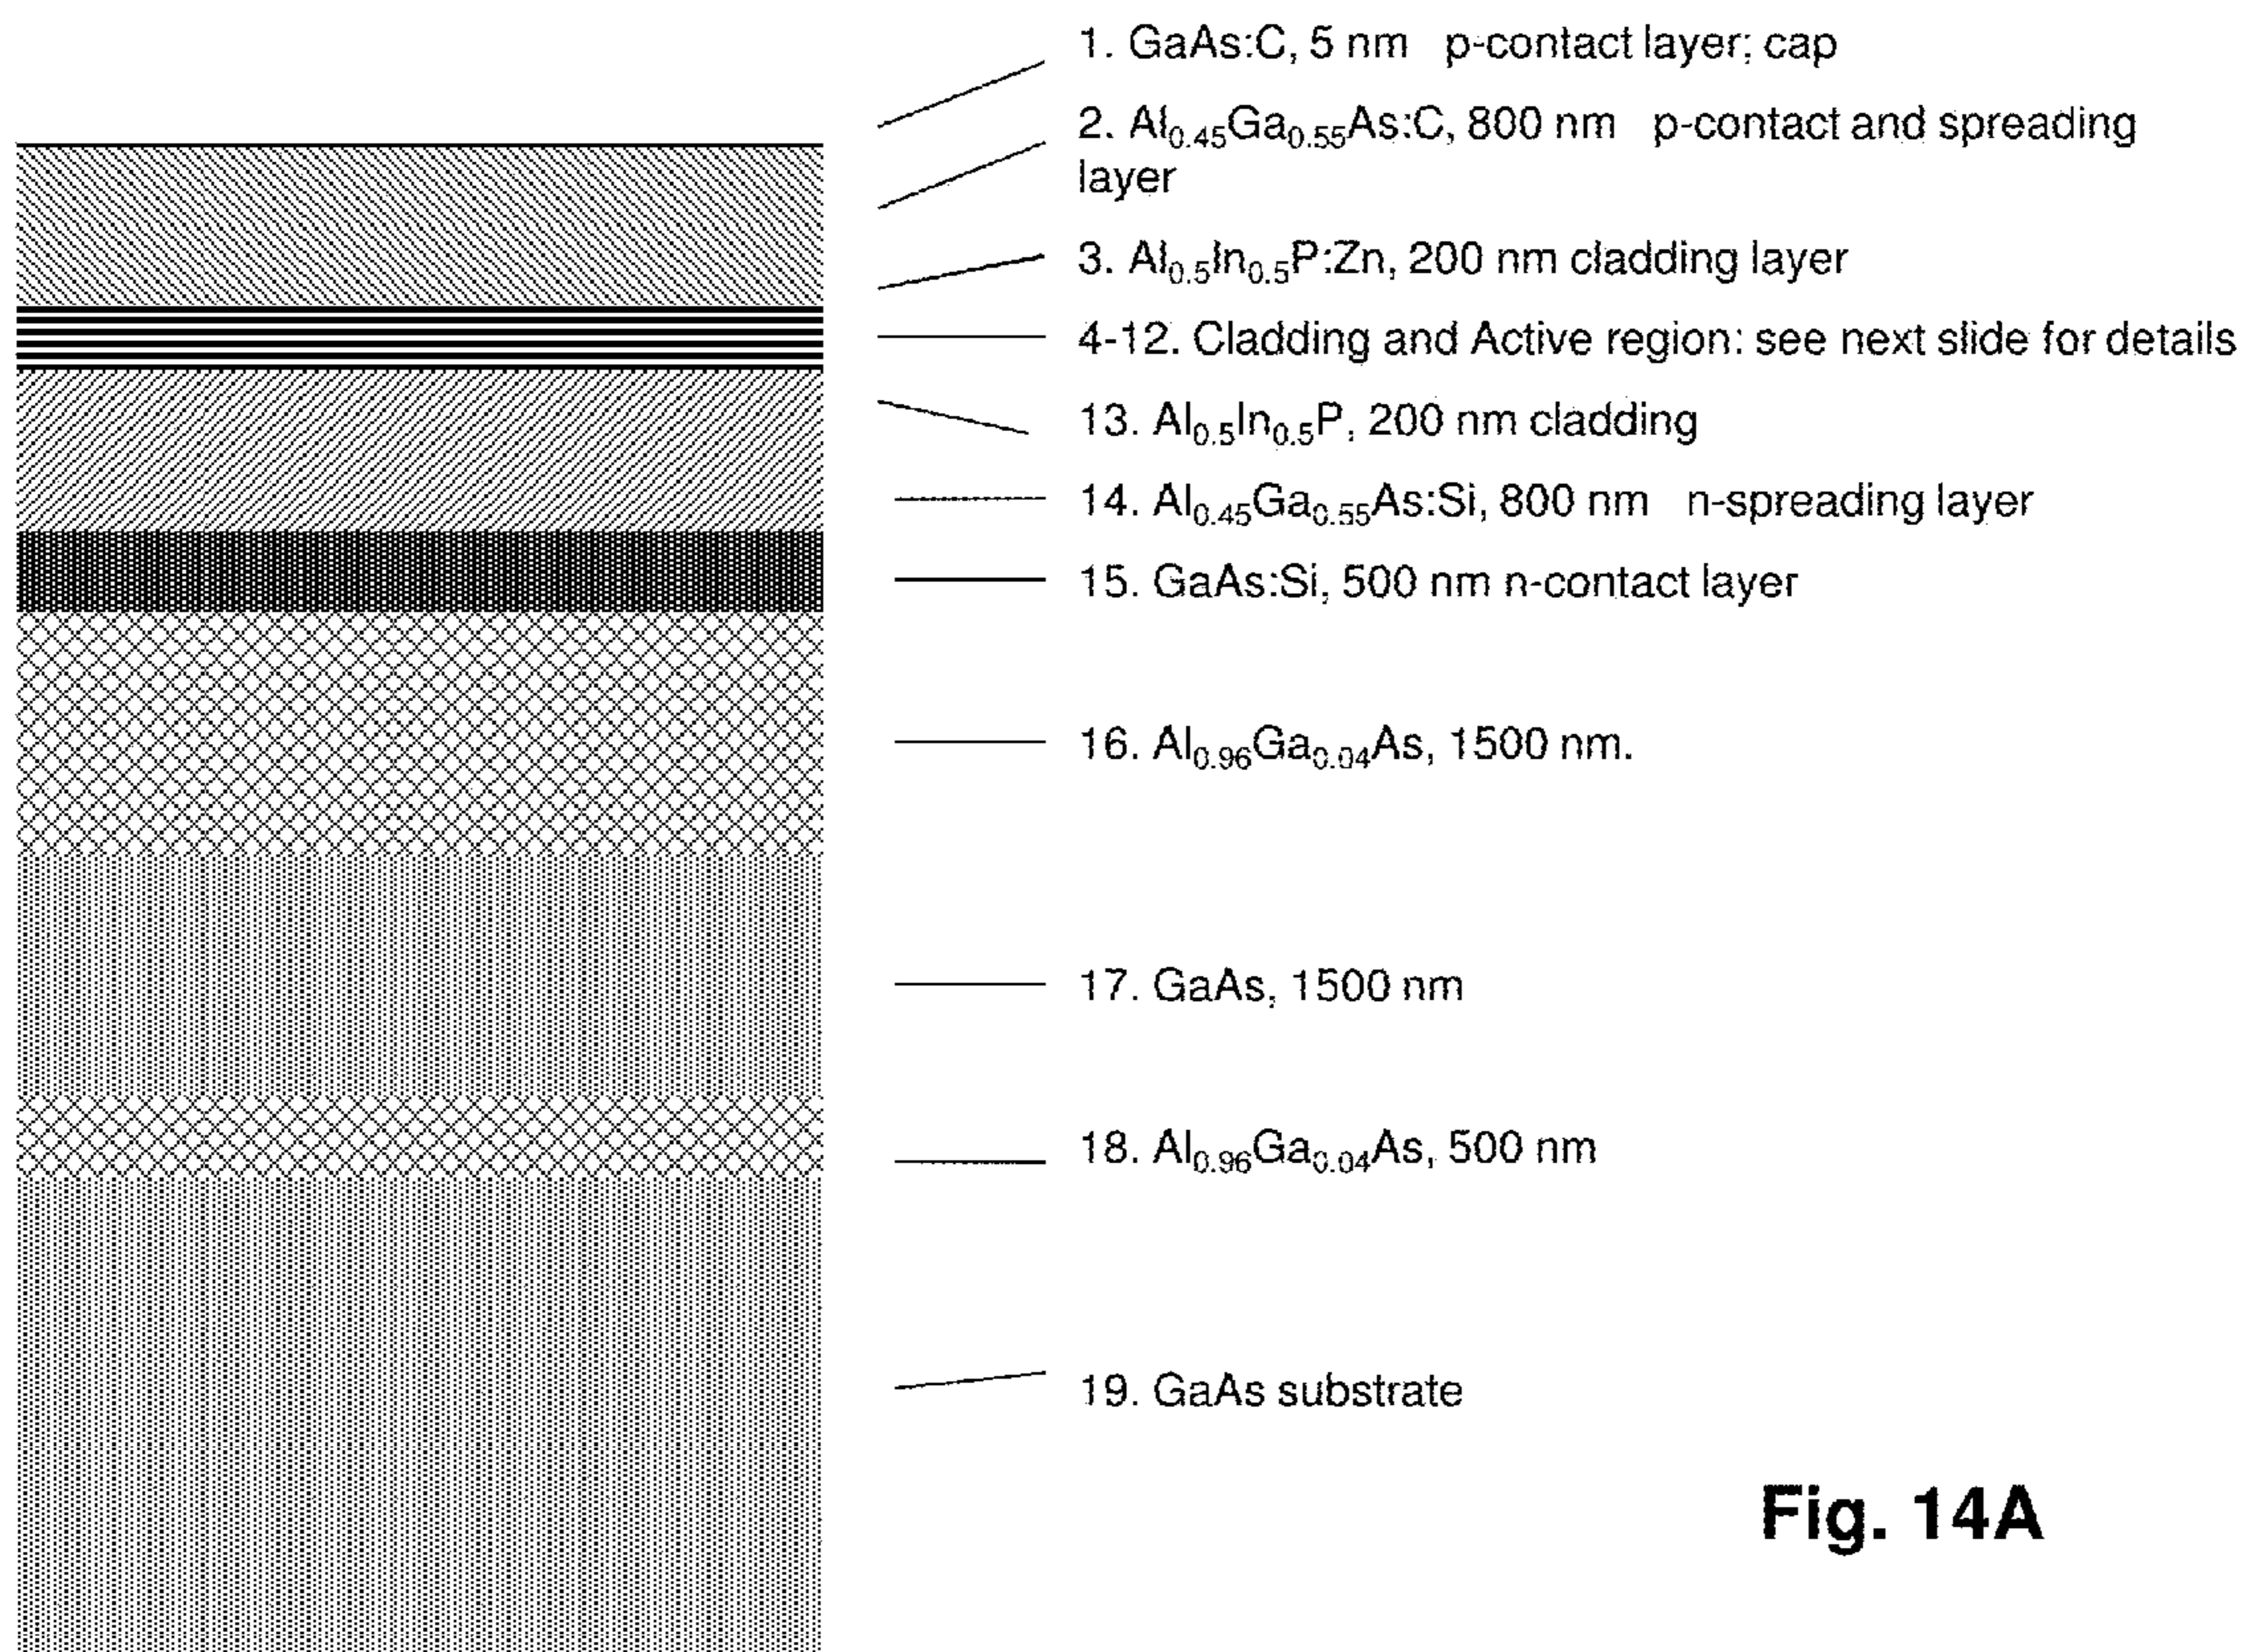 1. GaAs:C, 5 nm p-contact layer; cap
2. Al₀.₄₅Ga₀.₅₅As:C, 800 nm p-contact and spreading
layer
3. Al₀.₅In₀.₅P:Zn, 200 nm cladding layer
4-12. Cladding and Active region: see next slide for details
13. Al₀.₅In₀.₅P, 200 nm cladding
14. Al₀.₄₅Ga₀.₅₅As:Si, 800 nm n-spreading layer
15. GaAs:Si, 500 nm n-contact layer
16. Al₀.₉₆Ga₀.₀₄As, 1500 nm.
17. GaAs, 1500 nm
18. Al₀.₉₆Ga₀.₀₄As, 500 nm
19. GaAs substrate
Fig. 14A